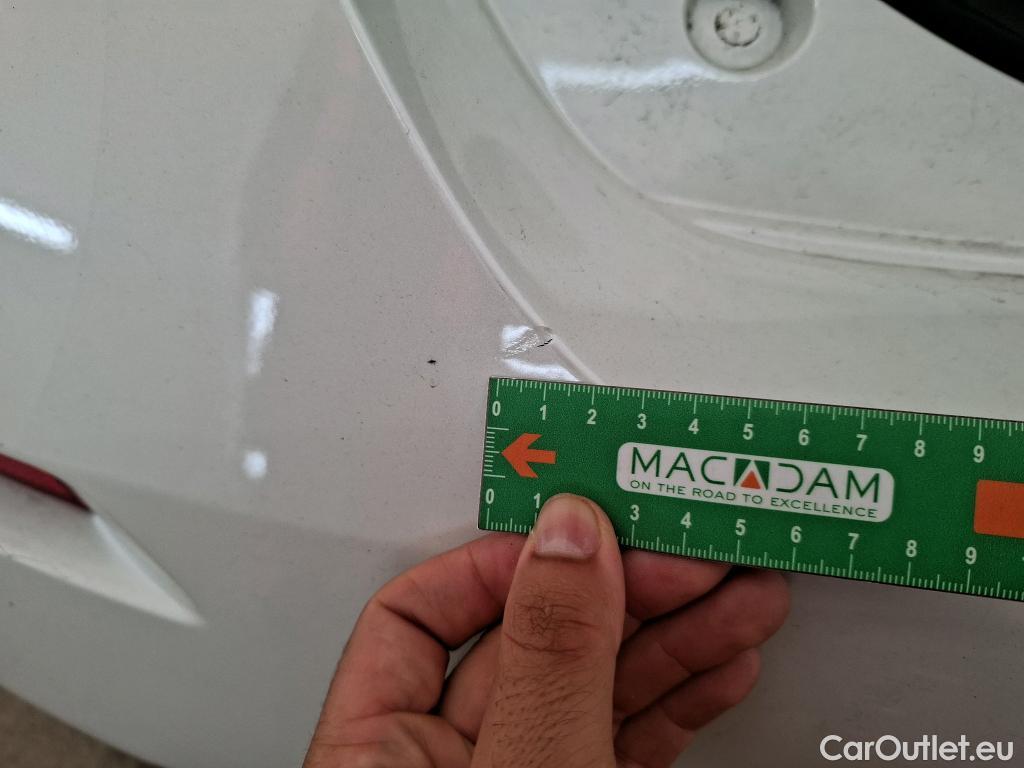 0 1 2 3 4 5 6 7 8 9
MACADAM
ON THE ROAD TO EXCELLENCE
0 1 3 4 5 6 7 8 9
CarOutlet.eu